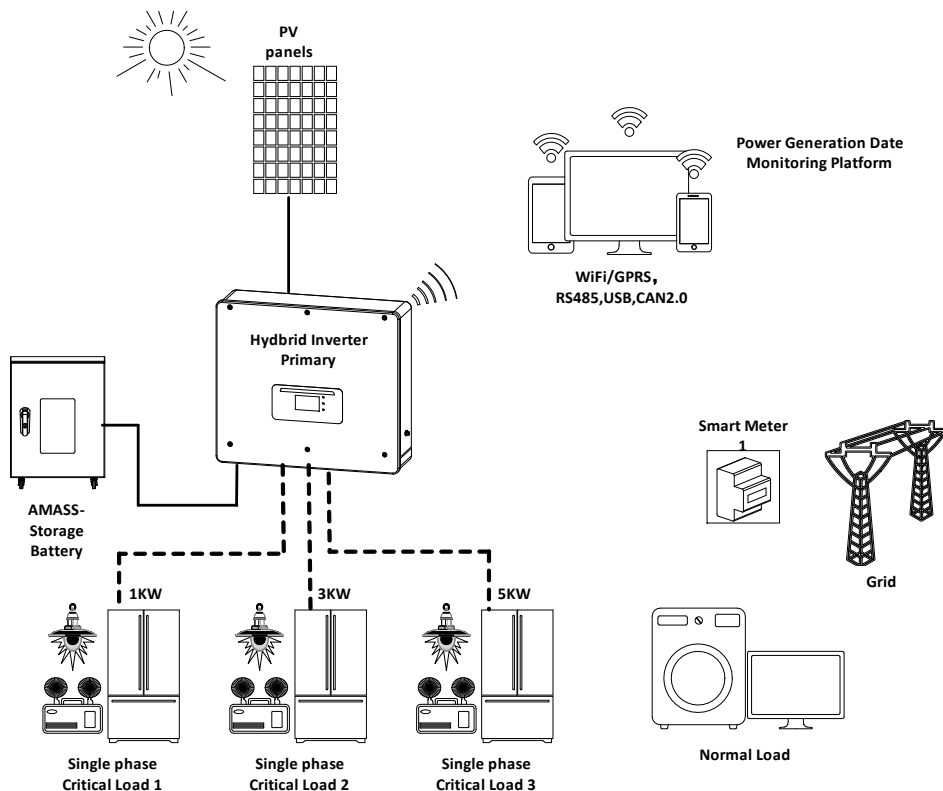 PV
panels
Power Generation Date
Monitoring Platform
WiFi/GPRS，
RS485,USB,CAN2.0
Hydbrid Inverter
Primary
Smart Meter
1
AMASS-
Storage
Battery
Grid
1KW
3KW
5KW
Single phase
Critical Load 1
Single phase
Critical Load 2
Single phase
Critical Load 3
Normal Load